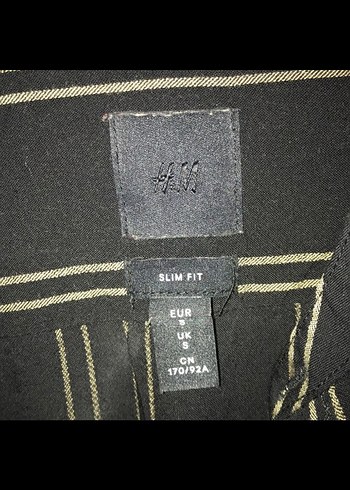 H&M
SLIM FIT
EUR
S
UK
S
CN
170/92A